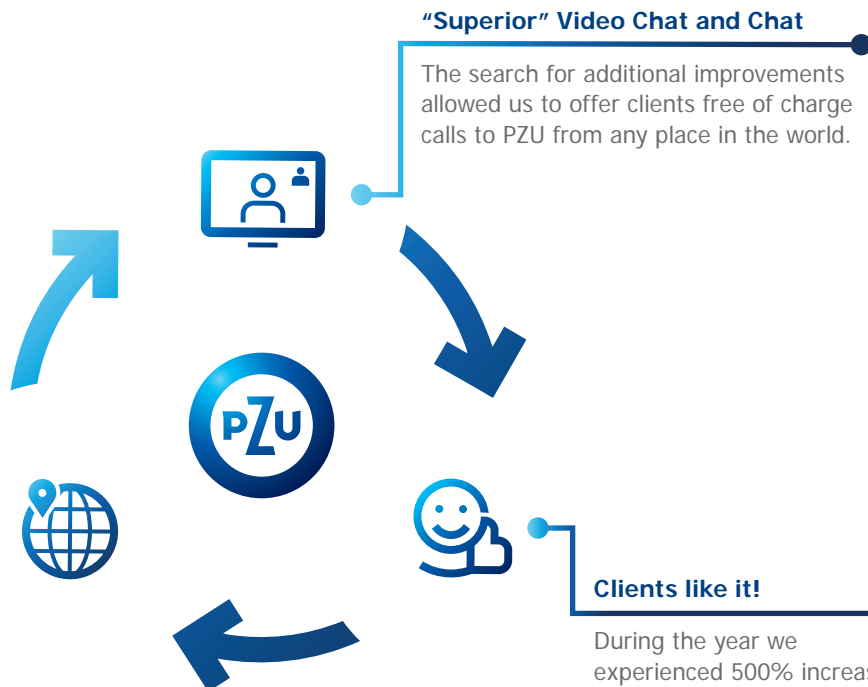 “Superior” Video Chat and Chat
The search for additional improvements
allowed us to offer clients free of charge
calls to PZU from any place in the world.
PZU
Clients like it!
During the year we
experienced 500%